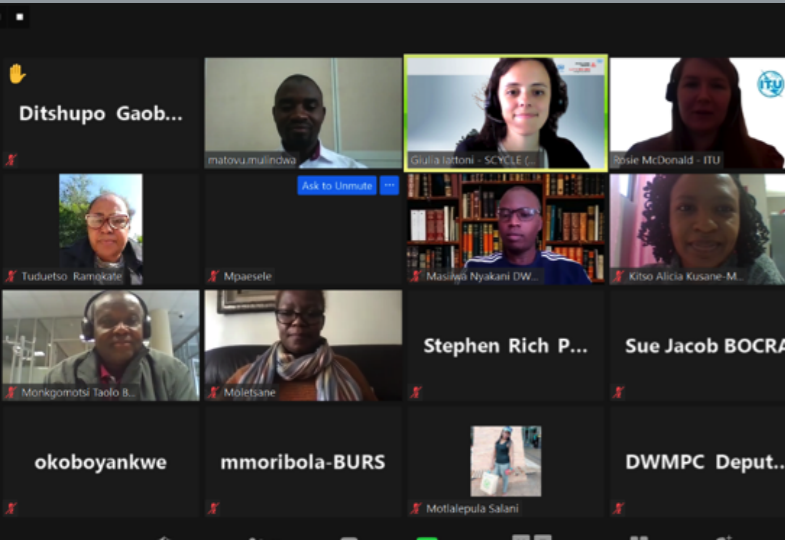 Ditshupo Gaob...
matovu.mulindwa
Giulia Iattoni - SCYCLE (...
ITU
Rosie McDonald - ITU
Tuduetso Ramokate
Ask to Unmute ...
Mpaesele
Masilwa Nyakani DW...
Kitso Alicia Kusane-M...
Monkgomotsi Taolo B...
Moletsane
Stephen Rich P...
Sue Jacob BOCRA
okoboyankwe
mmoribola-BURS
Motlalepula Salani
DWMPC Deput...